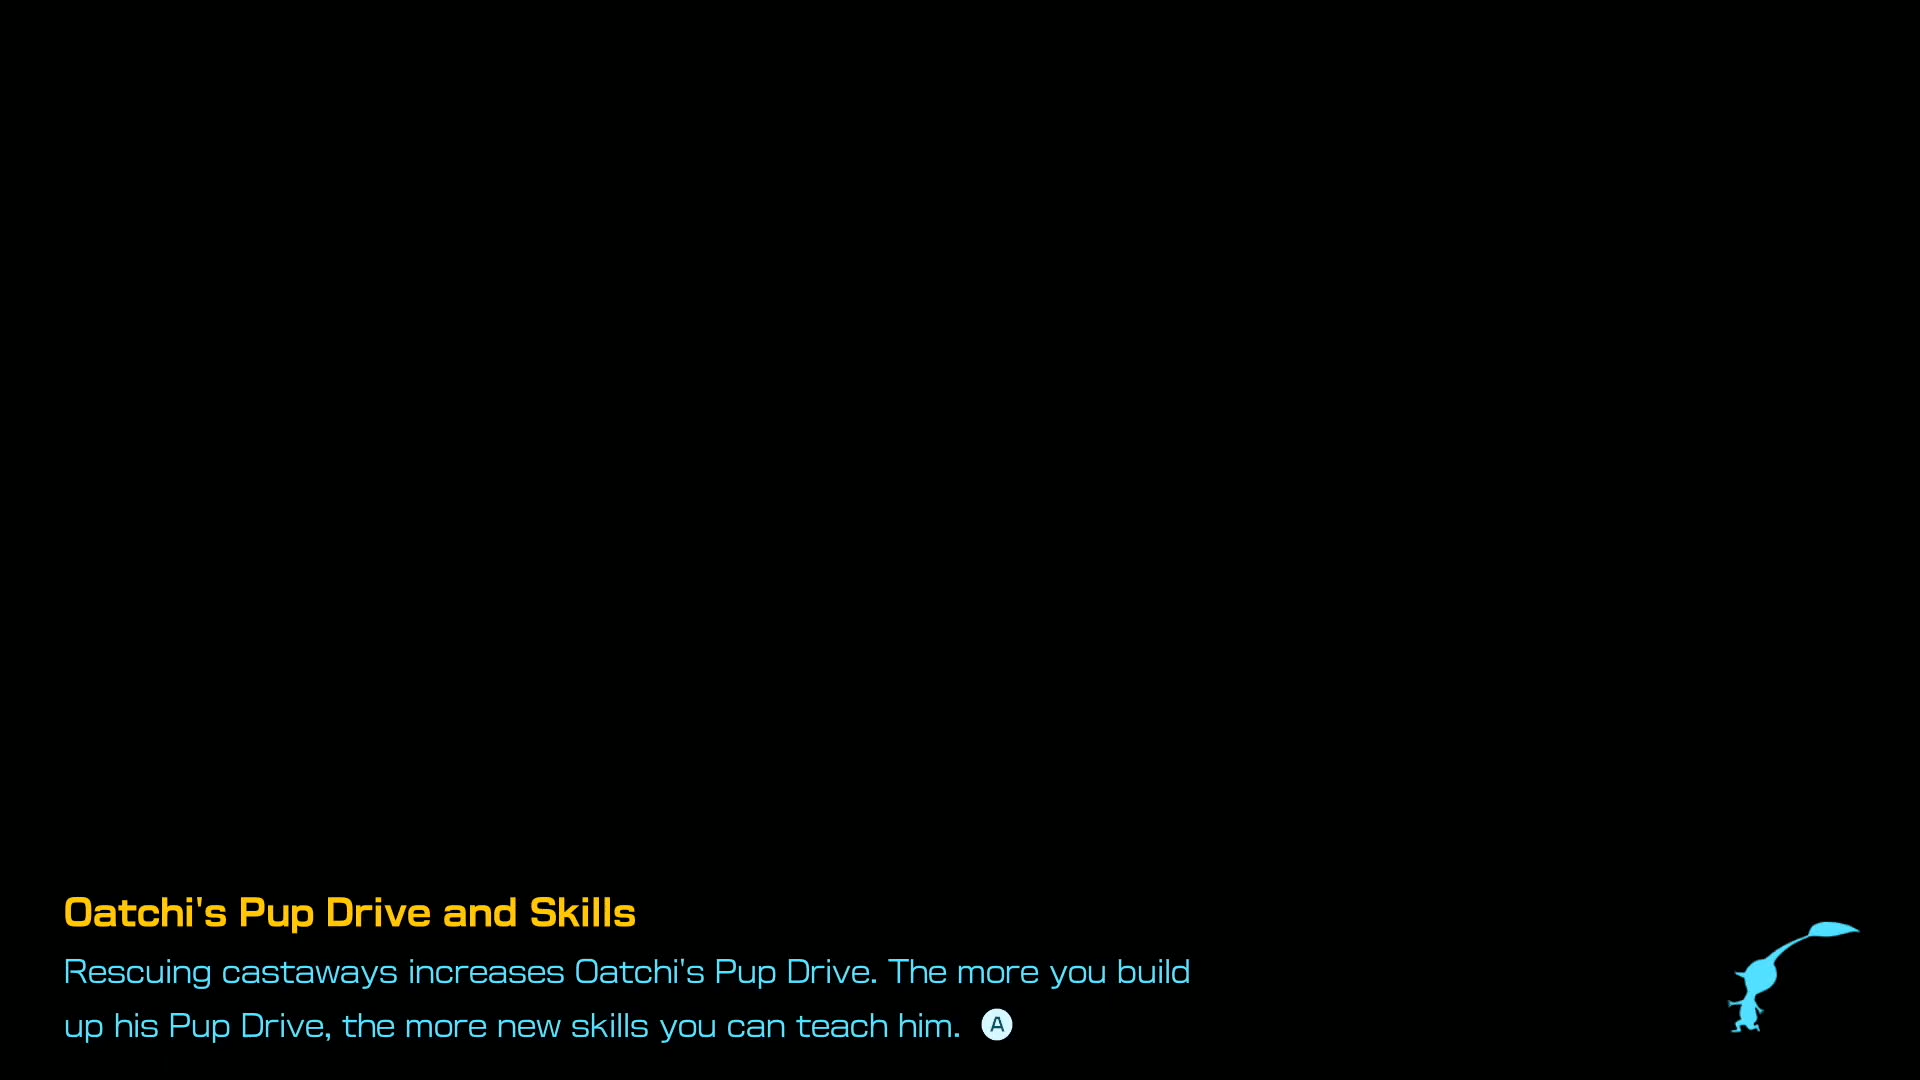 Oatchi's Pup Drive and Skills
Rescuing castaways increases Oatchi's Pup Drive. The more you build
up his Pup Drive, the more new skills you can teach him. A